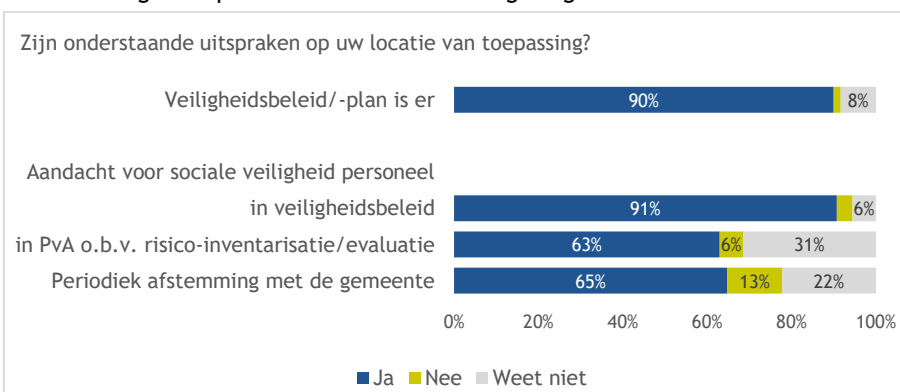 Zijn onderstaande uitspraken op uw locatie van toepassing?
Veiligheidsbeleid/-plan is er 90% 8%
Aandacht voor sociale veiligheid personeel
in veiligheidsbeleid 91% 6%
in PvA o.b.v. risico-inventarisatie/evaluatie 63% 6% 31%
Periodiek afstemming met de gemeente 65% 13% 22%
0% 20% 40% 60% 80% 100%
Ja Nee Weet niet